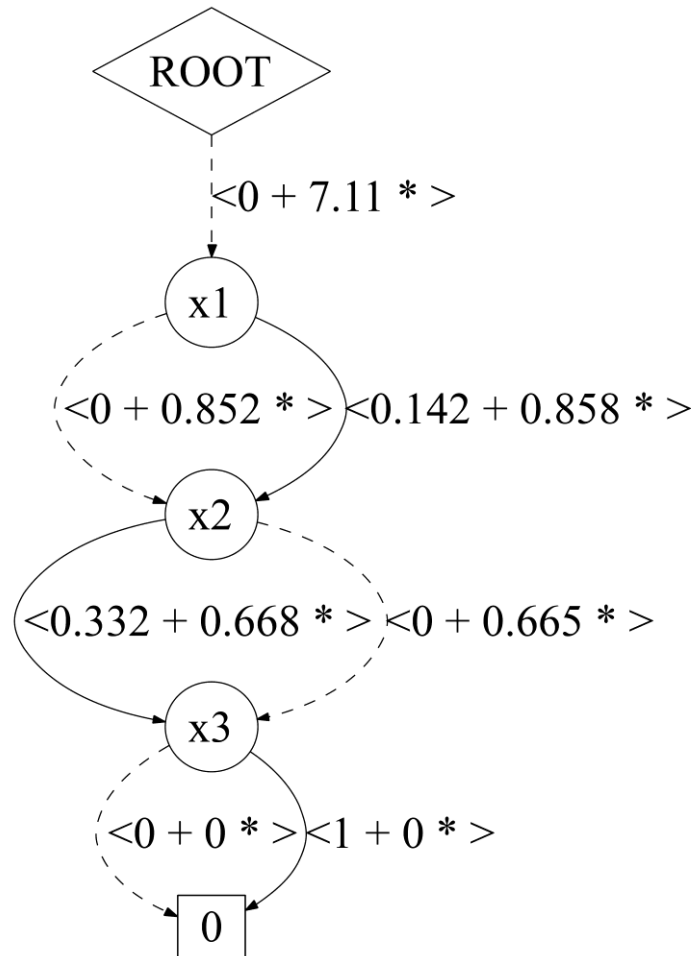 ROOT
<0 + 7.11 * >
x1
<0 + 0.852 * > <0.142 + 0.858 * >
x2
<0.332 + 0.668 * > <0 + 0.665 * >
x3
<0 + 0 * > <1 + 0 * >
0